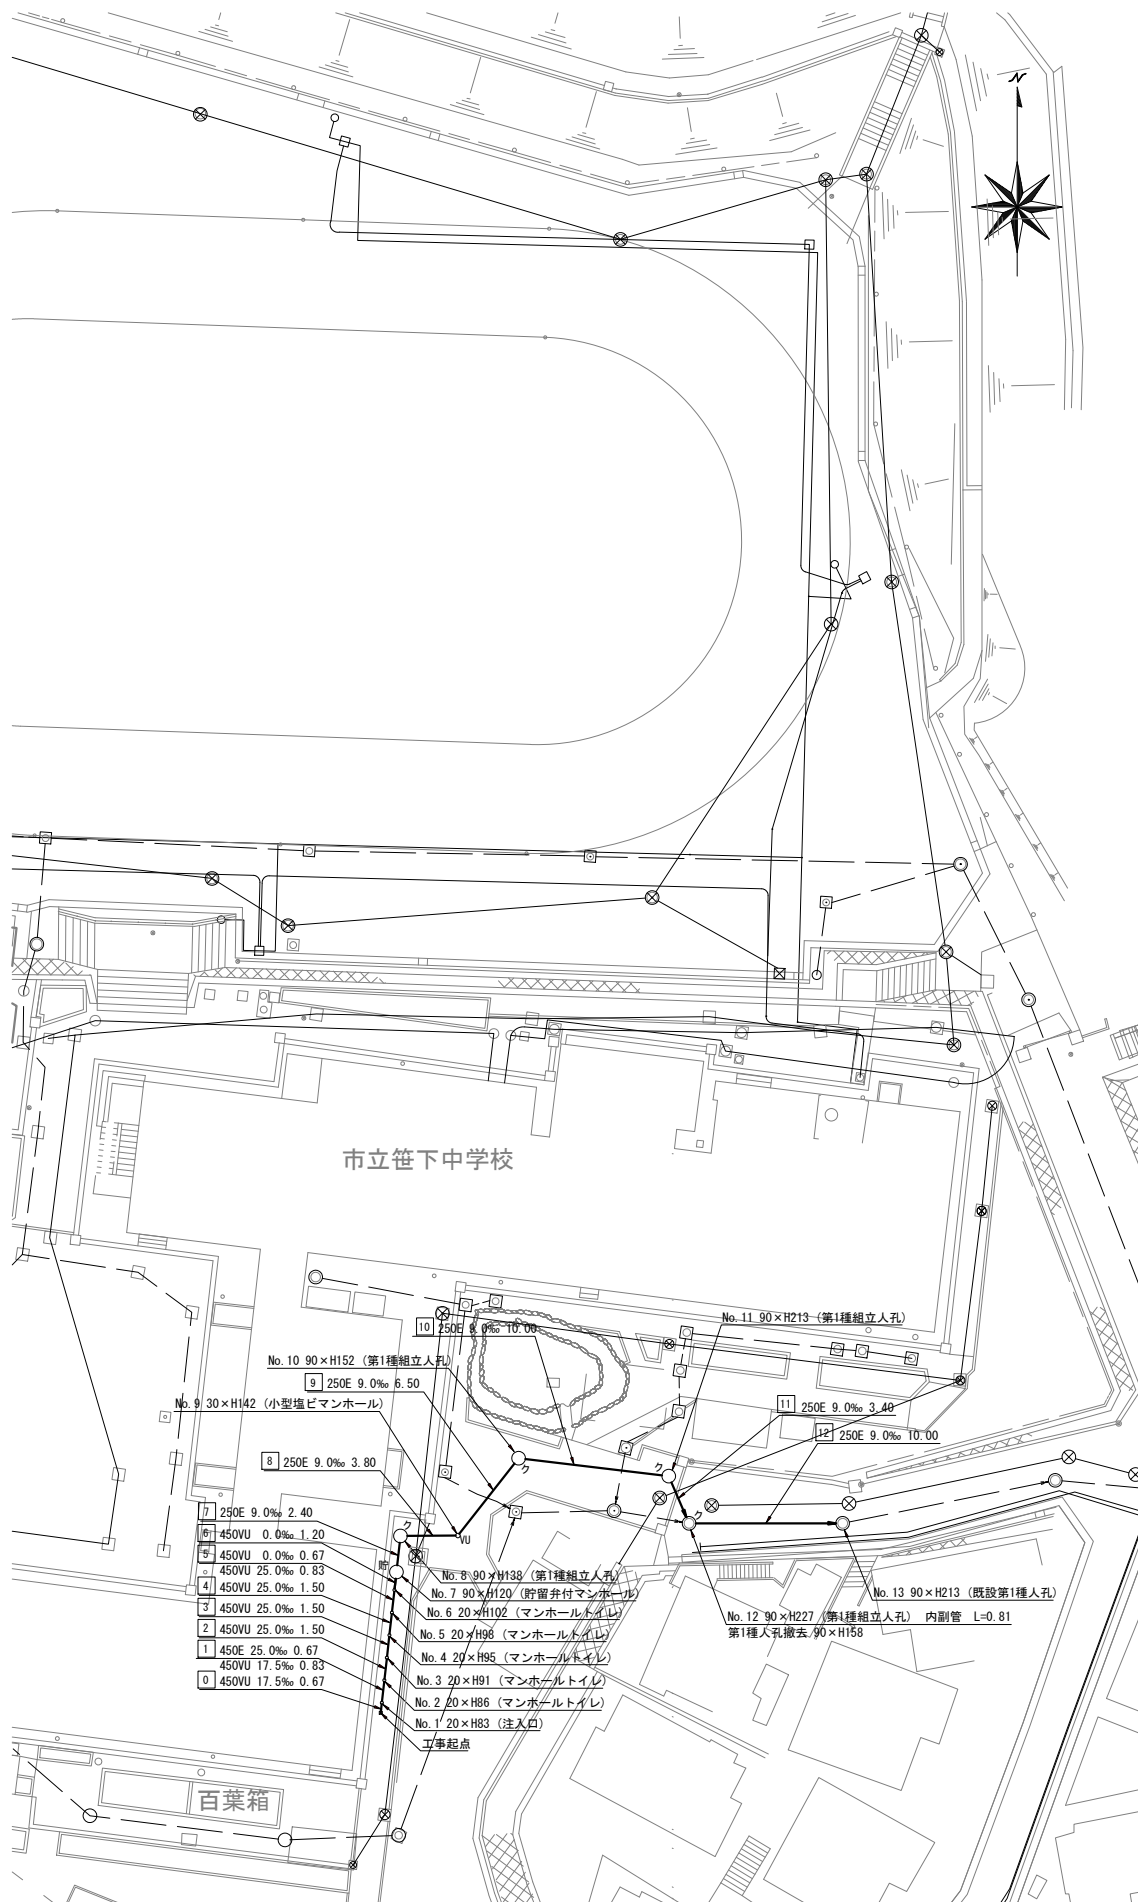 N
市立笹下中学校
No.11 90×H213 (第1種組立人孔)
10 250E 9.0‰ 10.00
No.10 90×H152 (第1種組立人孔)
9 250E 9.0‰ 6.50
No.9 30×H142 (小型塩ビマンホール)
11 250E 9.0‰ 3.40
12 250E 9.0‰ 10.00
8 250E 9.0‰ 3.80
ク
ク
7 250E 9.0‰ 2.40
ク
ク
6 450VU 0.0‰ 1.20
VU
5 450VU 0.0‰ 0.67
貯
450VU 25.0‰ 0.83
No.8 90×H138 (第1種組立人孔)
4 450VU 25.0‰ 1.50
No.7 90×H120 (貯留弁付マンホール)
No.13 90×H213 (既設第1種人孔)
3 450VU 25.0‰ 1.50
No.6 20×H102 (マンホールトイレ)
No.12 90×H227 (第1種組立人孔) 内副管 L=0.81
2 450VU 25.0‰ 1.50
No.5 20×H98 (マンホールトイレ)
第1種人孔撤去 90×H158
1 450E 25.0‰ 0.67
No.4 20×H95 (マンホールトイレ)
450VU 17.5‰ 0.83
No.3 20×H91 (マンホールトイレ)
0 450VU 17.5‰ 0.67
No.2 20×H86 (マンホールトイレ)
No.1 20×H83 (注入口)
工事起点
百葉箱